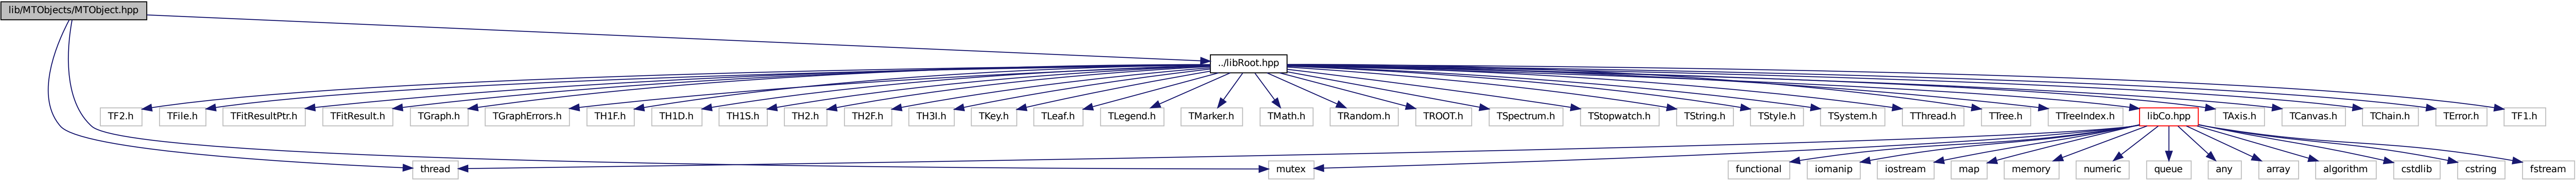 lib/MTObjects/MTObject.hpp
../libRoot.hpp
TF2.h
TFile.h
TFitResultPtr.h
TFitResult.h
TGraph.h
TGraphErrors.h
TH1F.h
TH1D.h
TH1S.h
TH2.h
TH2F.h
TH3I.h
TKey.h
TLeaf.h
TLegend.h
TMarker.h
TMath.h
TRandom.h
TROOT.h
TSpectrum.h
TStopwatch.h
TString.h
TStyle.h
TSystem.h
TThread.h
TTree.h
TTreeIndex.h
libCo.hpp
TAxis.h
TCanvas.h
TChain.h
TError.h
TF1.h
thread
mutex
functional
iomanip
iostream
map
memory
numeric
queue
any
array
algorithm
cstdlib
cstring
fstream